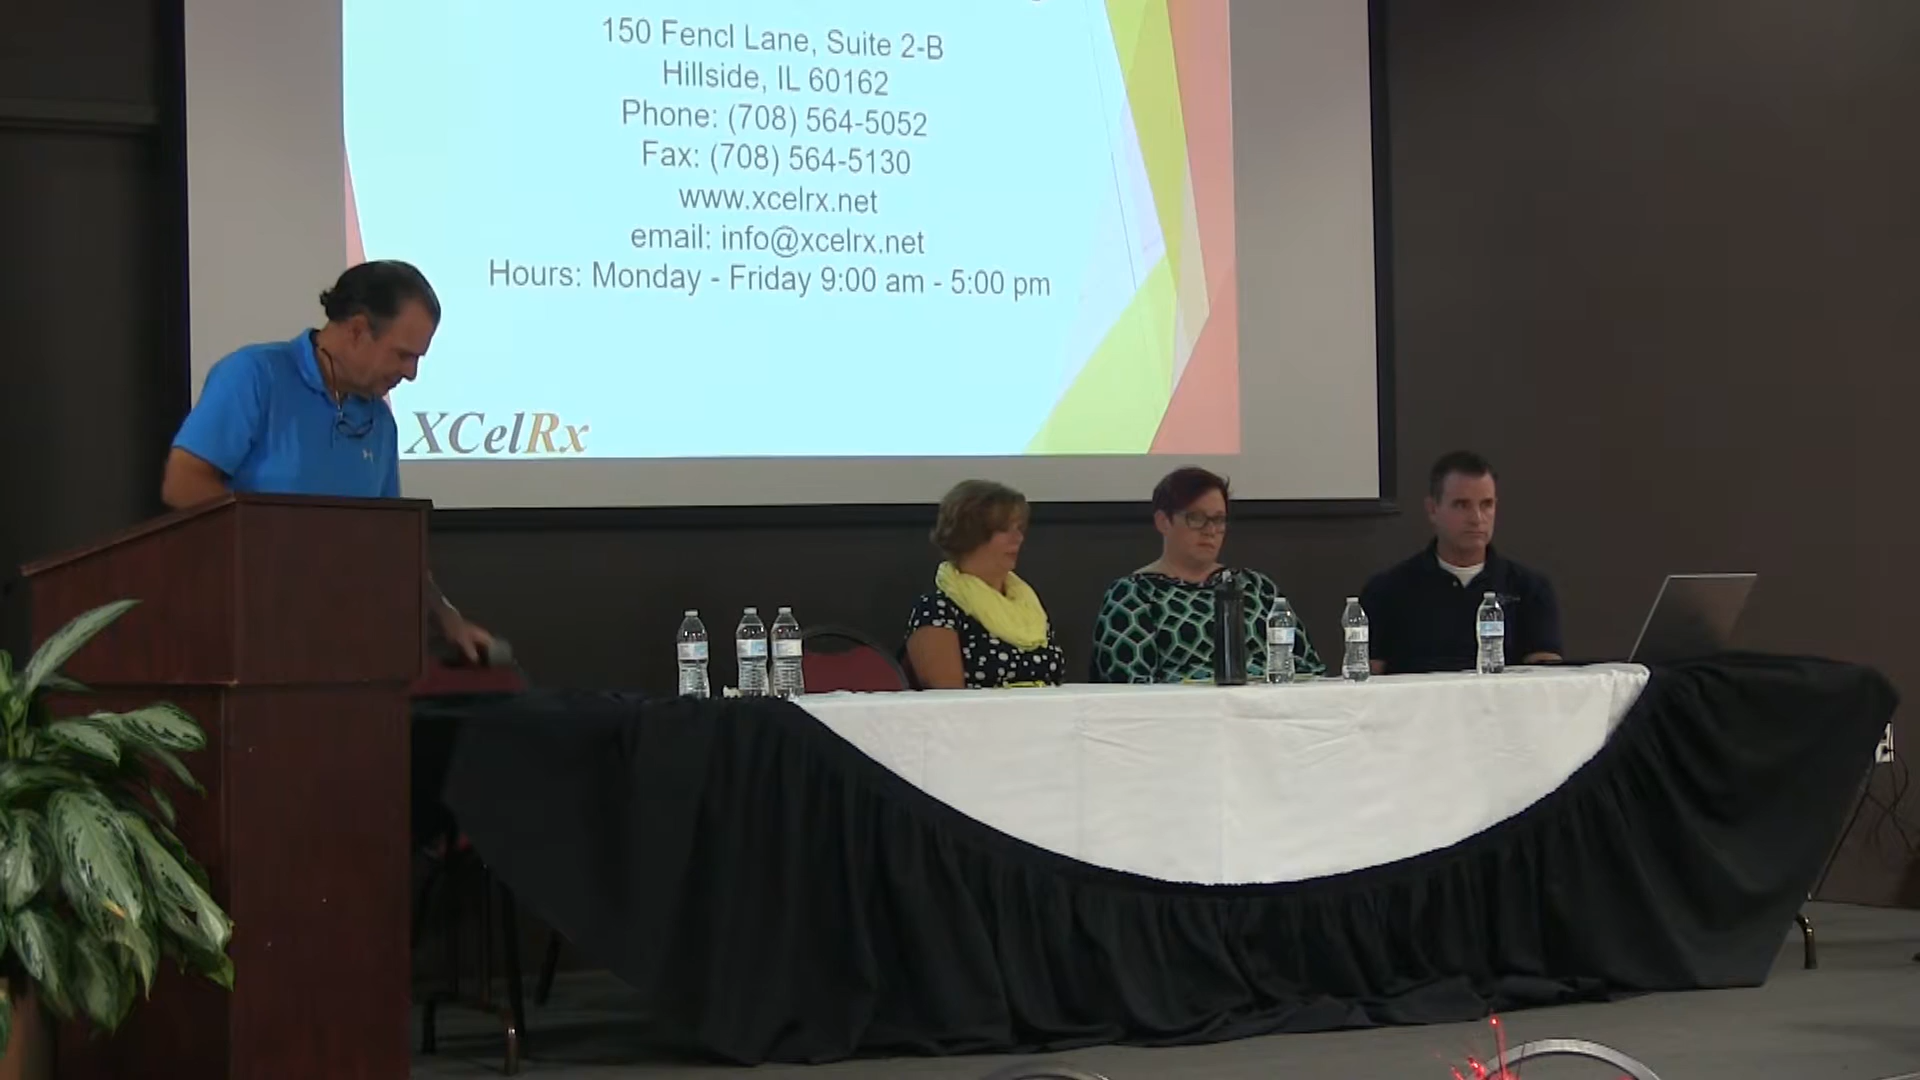 150 Fencl Lane, Suite 2-B
Hillside, IL 60162
Phone: (708) 564-5052
Fax: (708) 564-5130
www.xcelrx.net
email: info@xcelrx.net
Hours: Monday - Friday 9:00 am - 5:00 pm
XCelRx